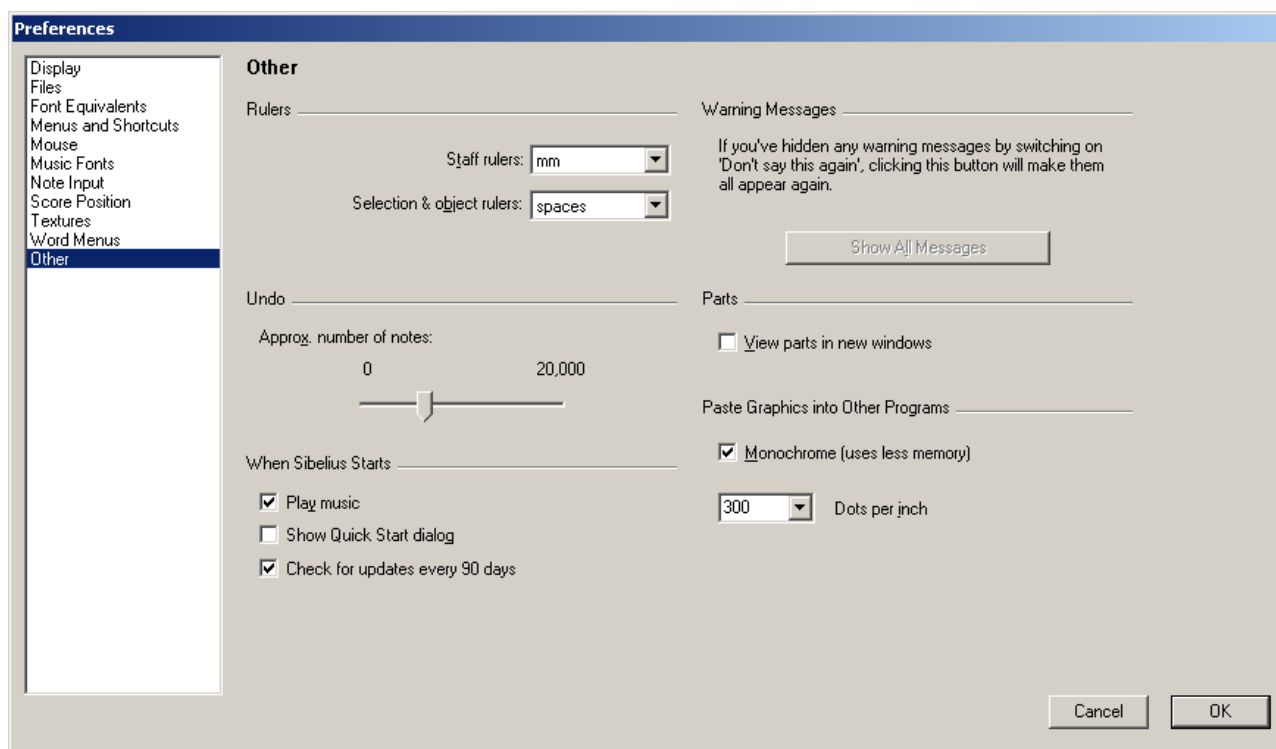 Preferences
Display
Files
Font Equivalents
Menus and Shortcuts
Mouse
Music Fonts
Note Input
Score Position
Textures
Word Menus
Other
Other
Rulers
Staff rulers: mm
Selection & object rulers: spaces
Undo
Approx. number of notes:
0 20,000
When Sibelius Starts
Play music
Show Quick Start dialog
Check for updates every 90 days
Warning Messages
If you've hidden any warning messages by switching on
'Don't say this again', clicking this button will make them
all appear again.
Show All Messages
Parts
View parts in new windows
Paste Graphics into Other Programs
Monochrome (uses less memory)
300 Dots per inch
Cancel OK